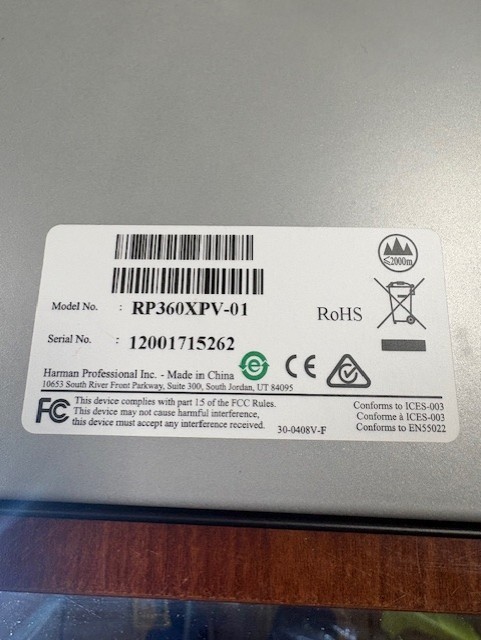 ≤2000m
Model No. : RP360XPV-01
RoHS
Serial No. : 12001715262
Harman Professional Inc. - Made in China
e
CE
10653 South River Front Parkway, Suite 300, South Jordan, UT 84095
FC
This device complies with part 15 of the FCC Rules.
This device may not cause harmful interference,
this device must accept any interference received.
30-0408V-F
Conforms to ICES-003
Conforme à ICES-003
Conforms to EN55022